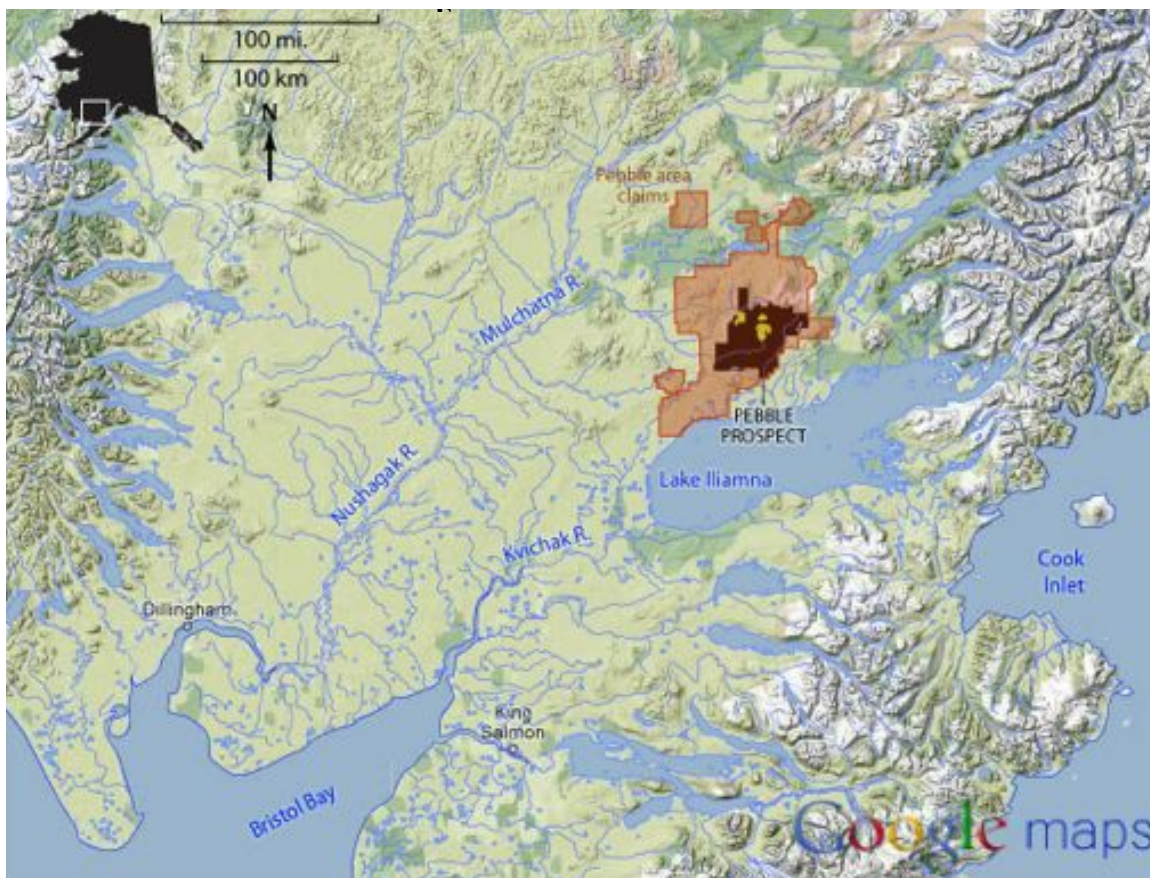 100 mi.
100 km
N
Pebble area
claims
Mulchatna R.
PEBBLE
PROSPECT
Nushagak R.
Lake Iliamna
Kvichak R.
Cook
Inlet
Dillingham
King
Salmon
Bristol Bay
Google maps